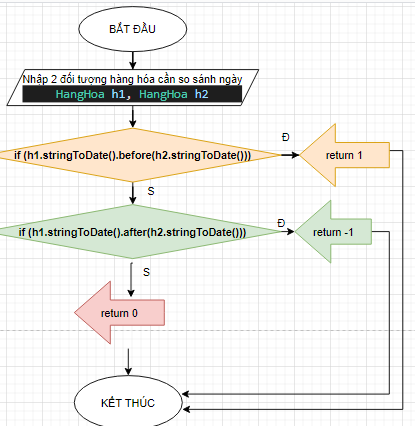 BẮT ĐẦU
Nhập 2 đối tượng hàng hóa cần so sánh ngày
HangHoa h1, HangHoa h2
if (h1.stringToDate().before(h2.stringToDate()))
Đ
return 1
S
if (h1.stringToDate().after(h2.stringToDate()))
Đ
return -1
S
return 0
KẾT THÚC